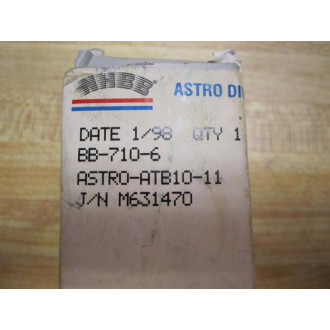 NHBB
ASTRO DI
DATE 1/98 QTY 1
BB-710-6
ASTRO-ATB10-11
J/N M631470